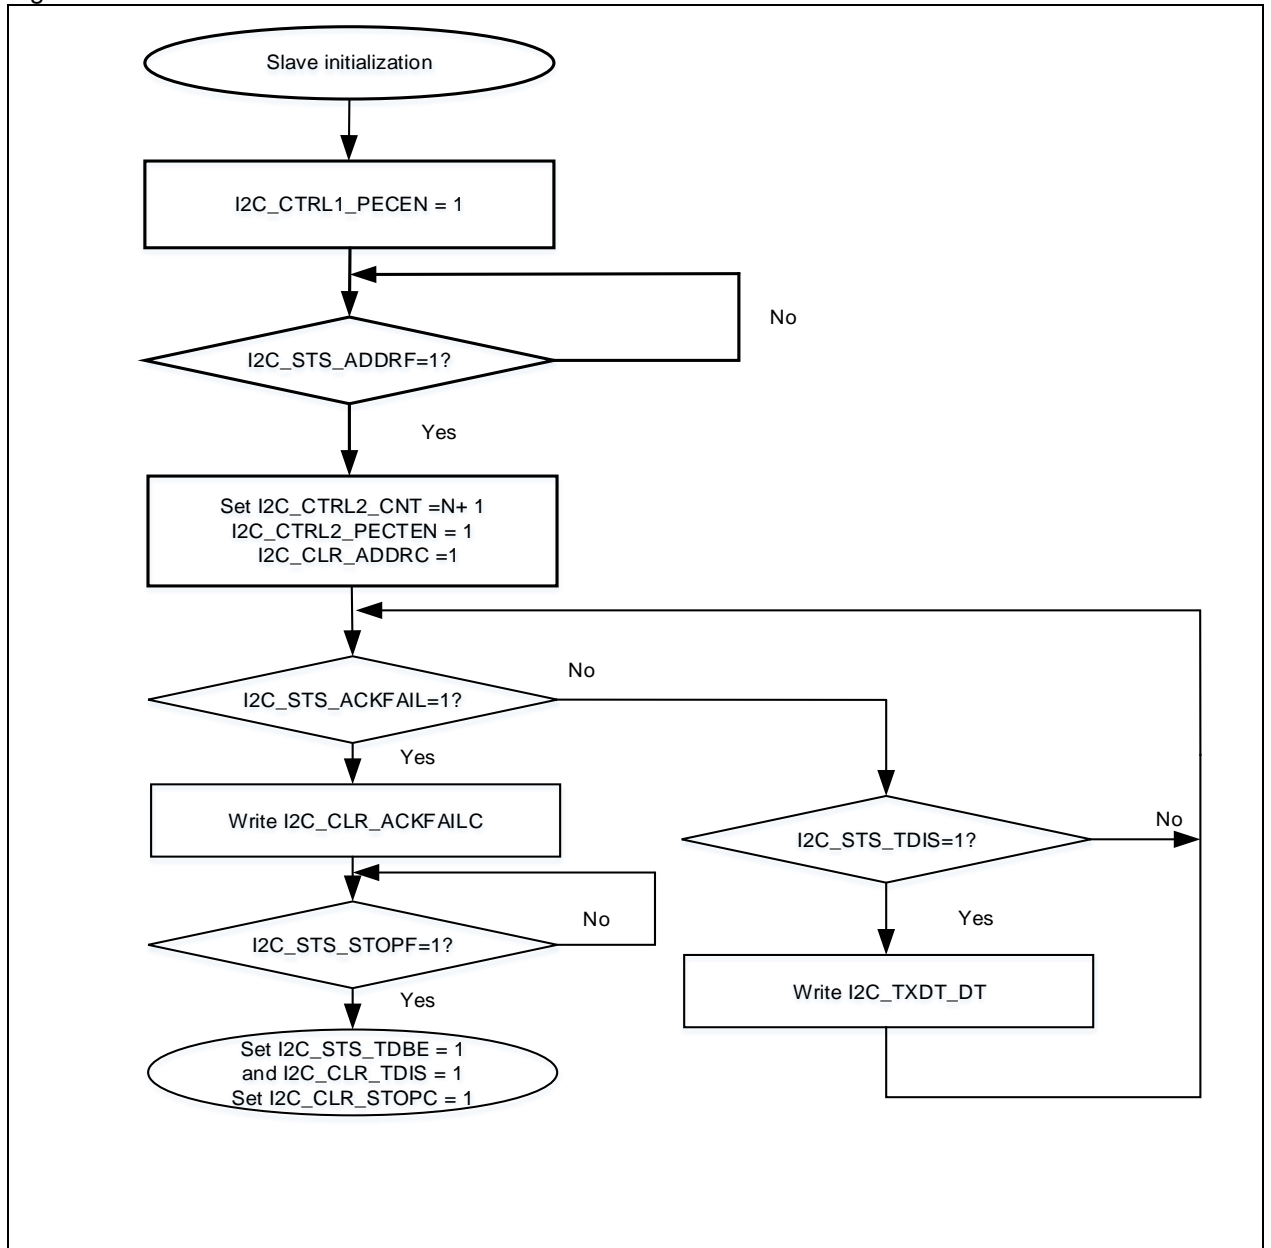 Slave initialization
I2C_CTRL1_PECEN = 1
No
I2C_STS_ADDRF=1?
Yes
Set I2C_CTRL2_CNT =N+ 1
I2C_CTRL2_PECTEN = 1
I2C_CLR_ADDRC =1
No
I2C_STS_ACKFAIL=1?
Yes
Write I2C_CLR_ACKFAILC
No
I2C_STS_TDIS=1?
No
I2C_STS_STOPF=1?
Yes
Write I2C_TXDT_DT
Yes
Set I2C_STS_TDBE = 1
and I2C_CLR_TDIS = 1
Set I2C_CLR_STOPC = 1